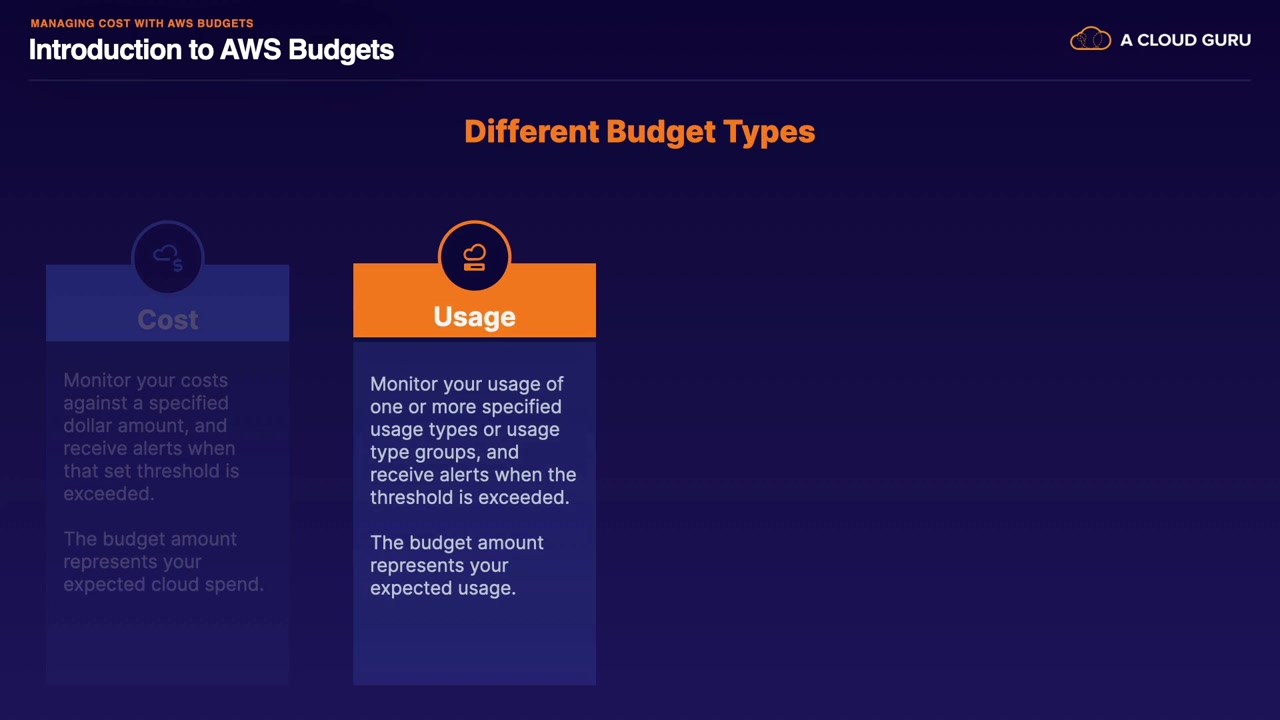 MANAGING COST WITH AWS BUDGETS
Introduction to AWS Budgets
A CLOUD GURU
Different Budget Types
Cost
Monitor your costs
against a specified
dollar amount, and
receive alerts when
that set threshold is
exceeded.
The budget amount
represents your
expected cloud spend.
Usage
Monitor your usage of
one or more specified
usage types or usage
type groups, and
receive alerts when the
threshold is exceeded.
The budget amount
represents your
expected usage.